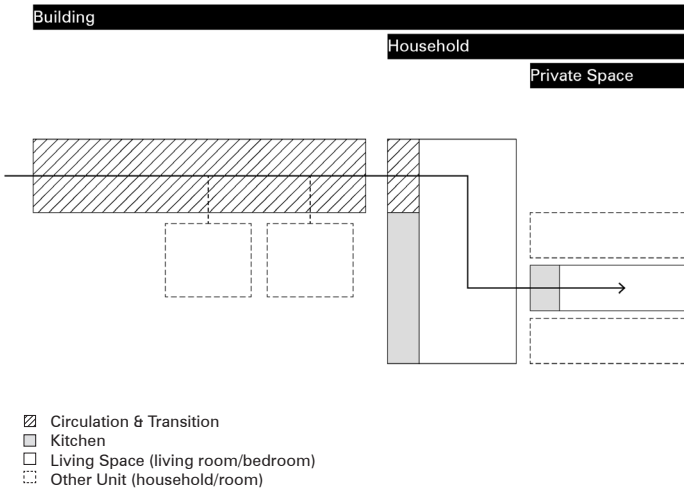 Building
Household
Private Space
Circulation & Transition
Kitchen
Living Space (living room/bedroom)
Other Unit (household/room)